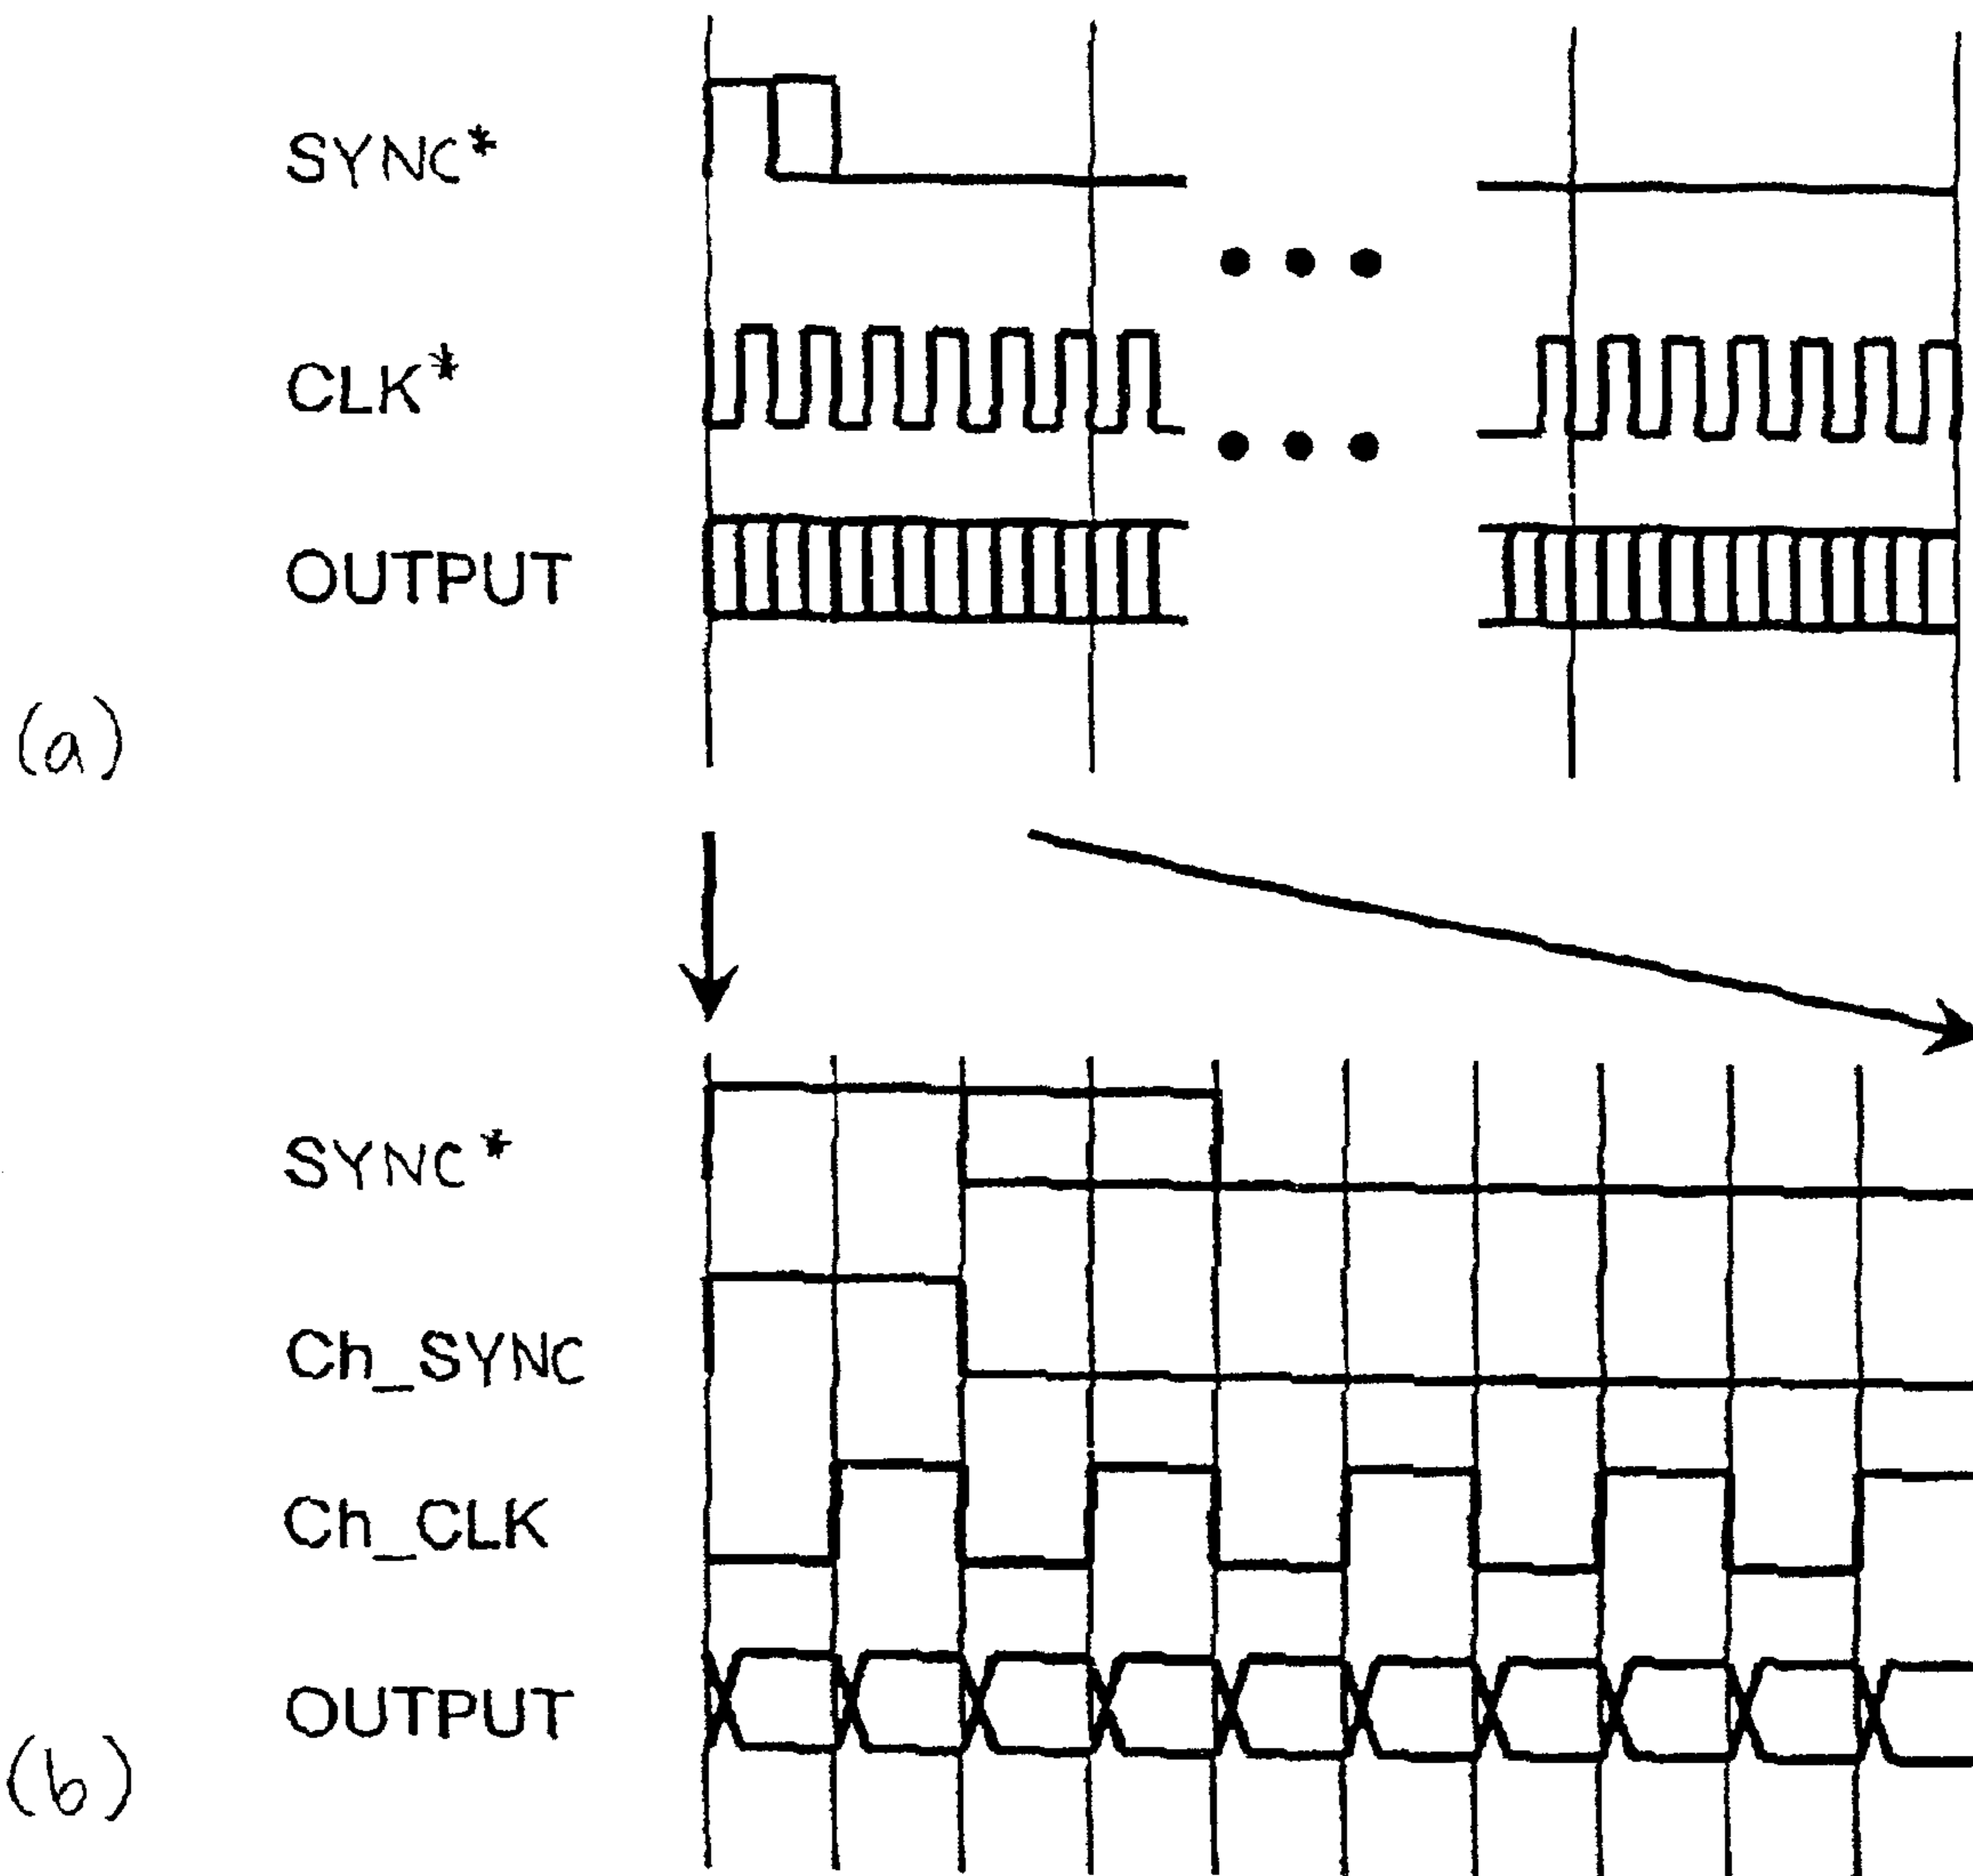 SYNC*
CLK*
OUTPUT
(a)
SYNC*
Ch_SYNC
Ch_CLK
OUTPUT
(b)